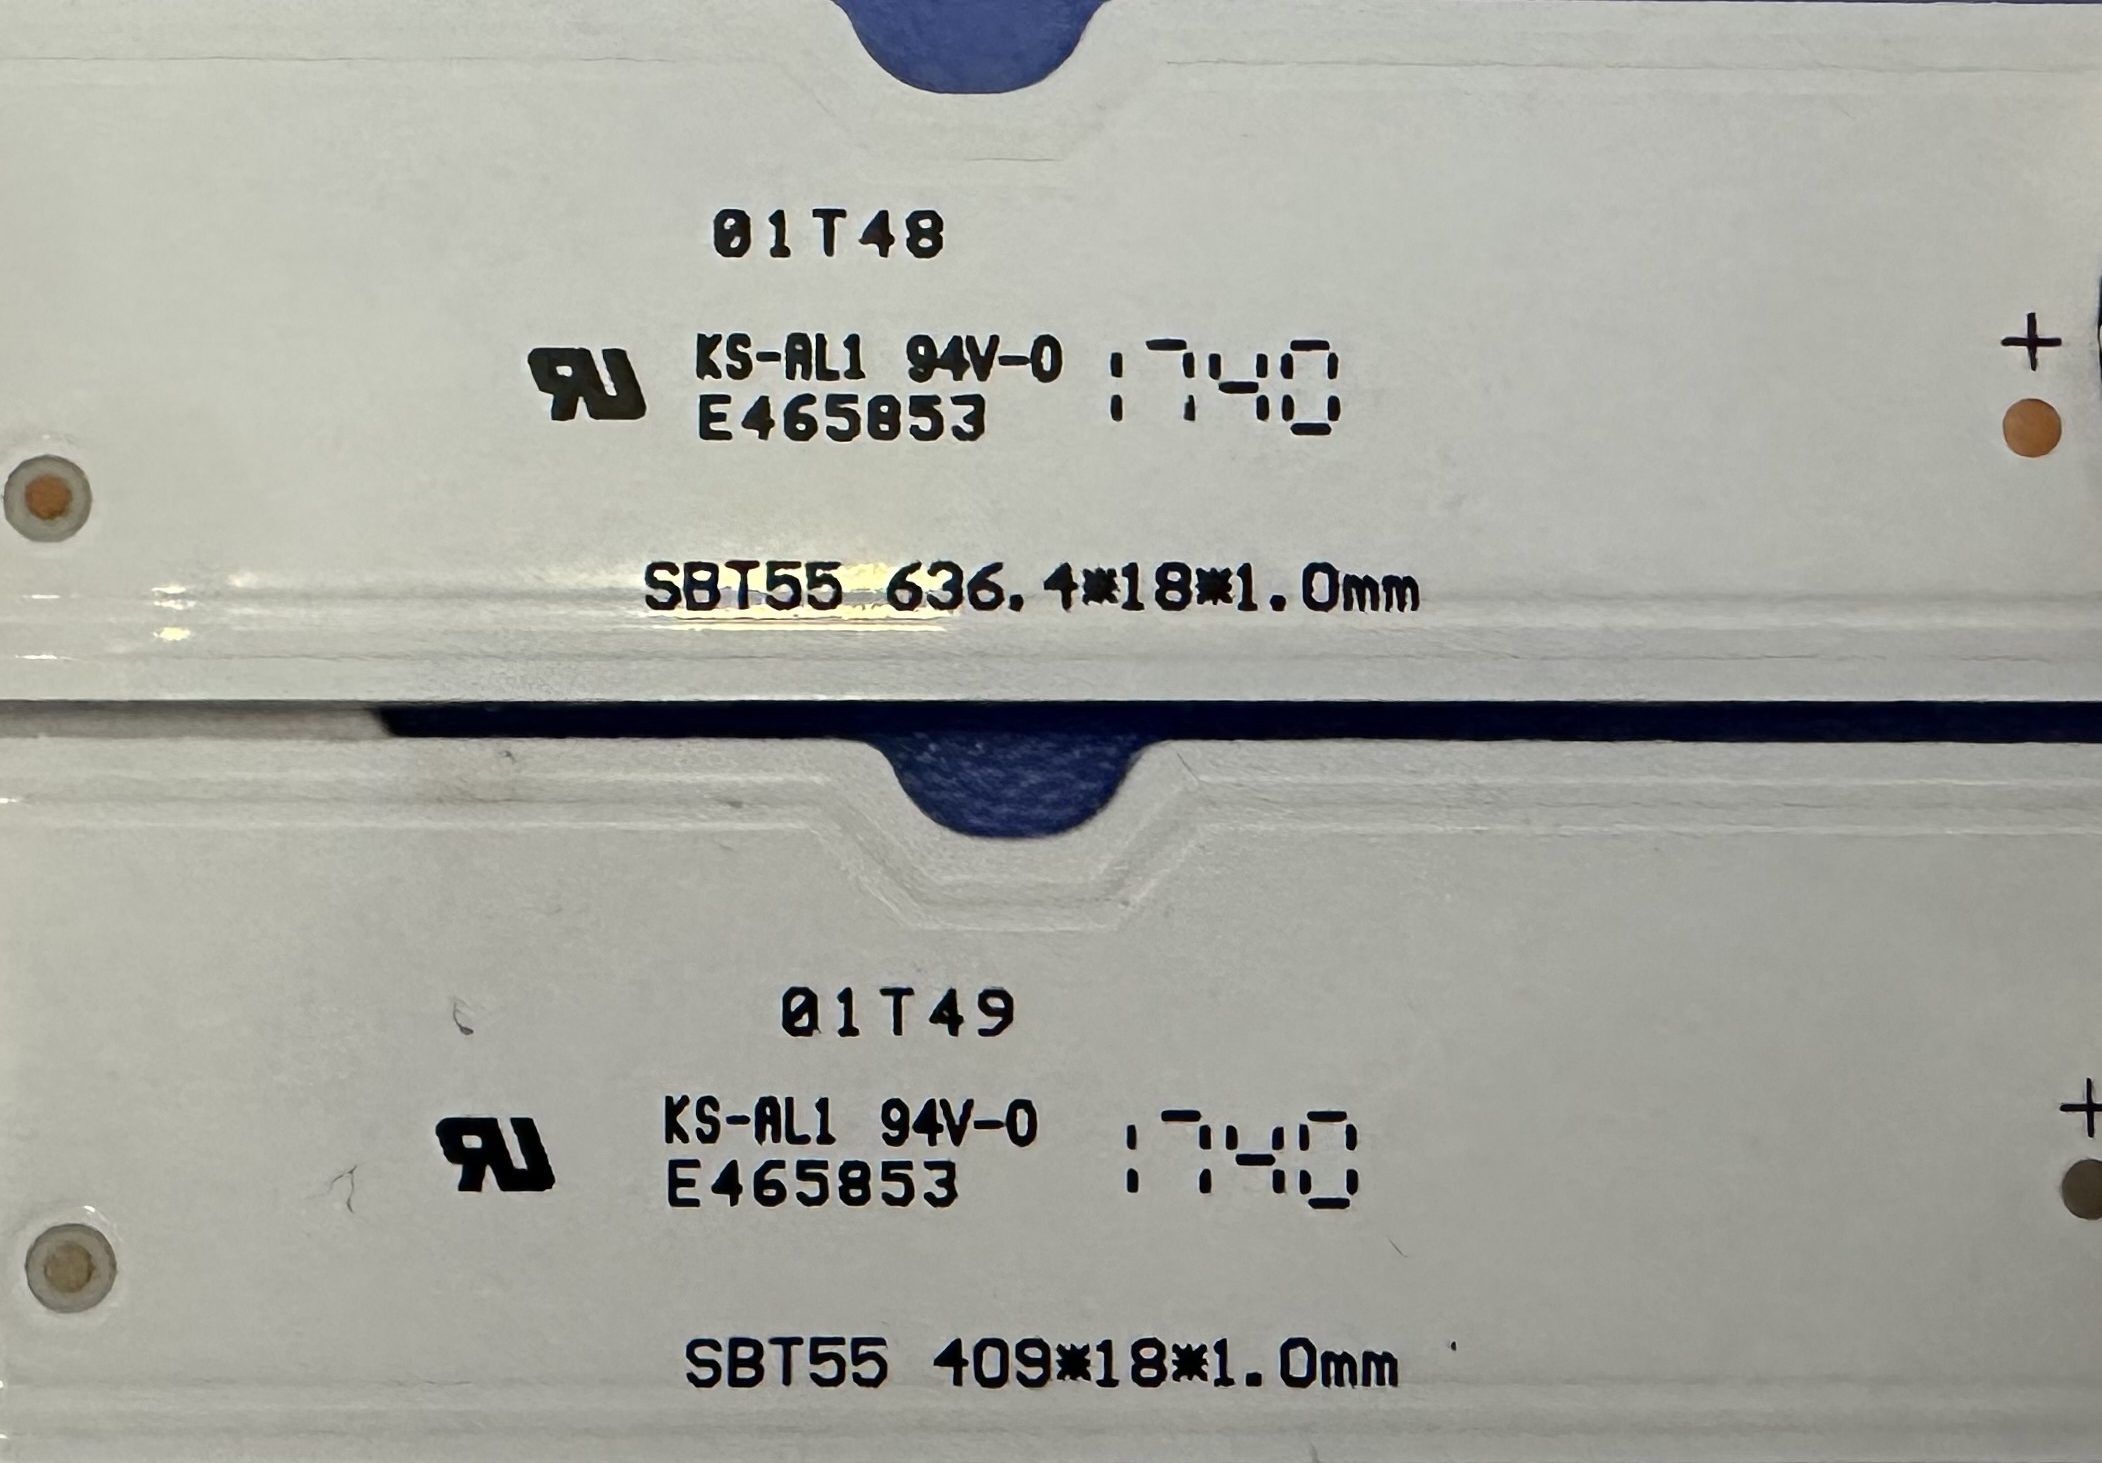 01T48
KS-AL1 94V-0 1740
E465853
+
SBT55 636.4*18*1.0mm
01T49
KS-AL1 94V-0 1740
E465853
+
SBT55 409*18*1.0mm